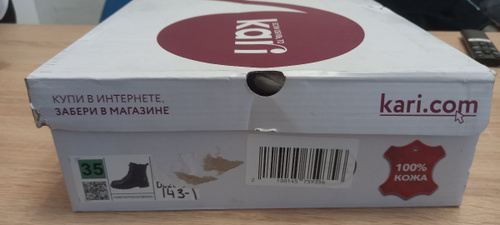 kari
КУПИ В ИНТЕРНЕТЕ,
ЗАБЕРИ В МАГАЗИНЕ
kari.com
35
143-1
100%
КОЖА